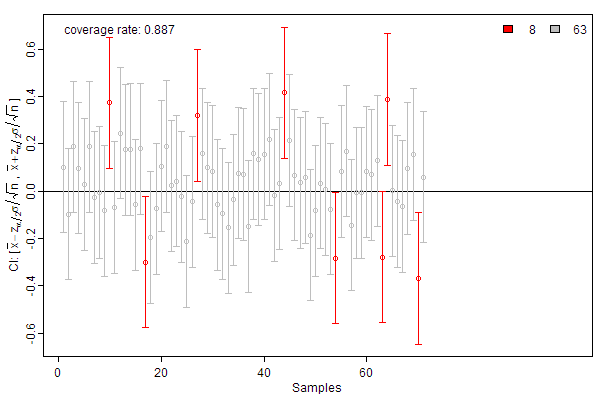 coverage rate: 0.887
8 63
CI: [x̄ − z_{α/2}σ/√n , x̄ + z_{α/2}σ/√n ]
0.6
0.4
0.2
0.0
-0.2
-0.4
-0.6
0 20 40 60
Samples